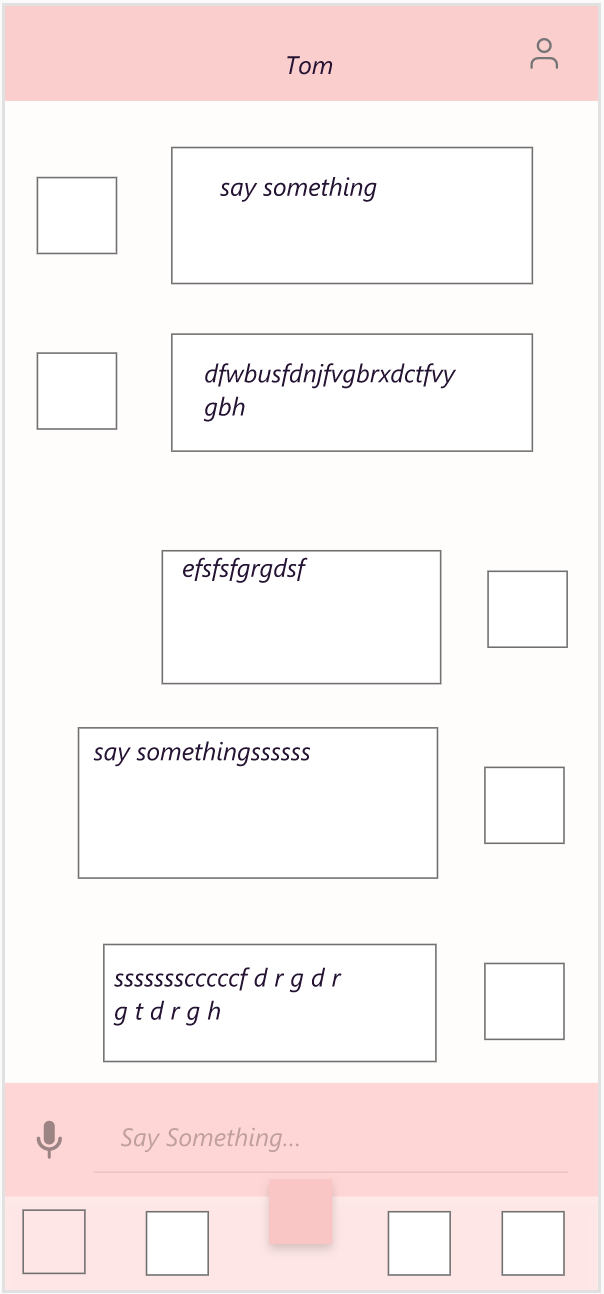 Tom
say something
dfwbusfdnjfvgbrxdctfvy
gbh
efsfsfgrgdsf
say somethingssssss
sssssssccccccf d r g d r
g t d r g h
Say Something...